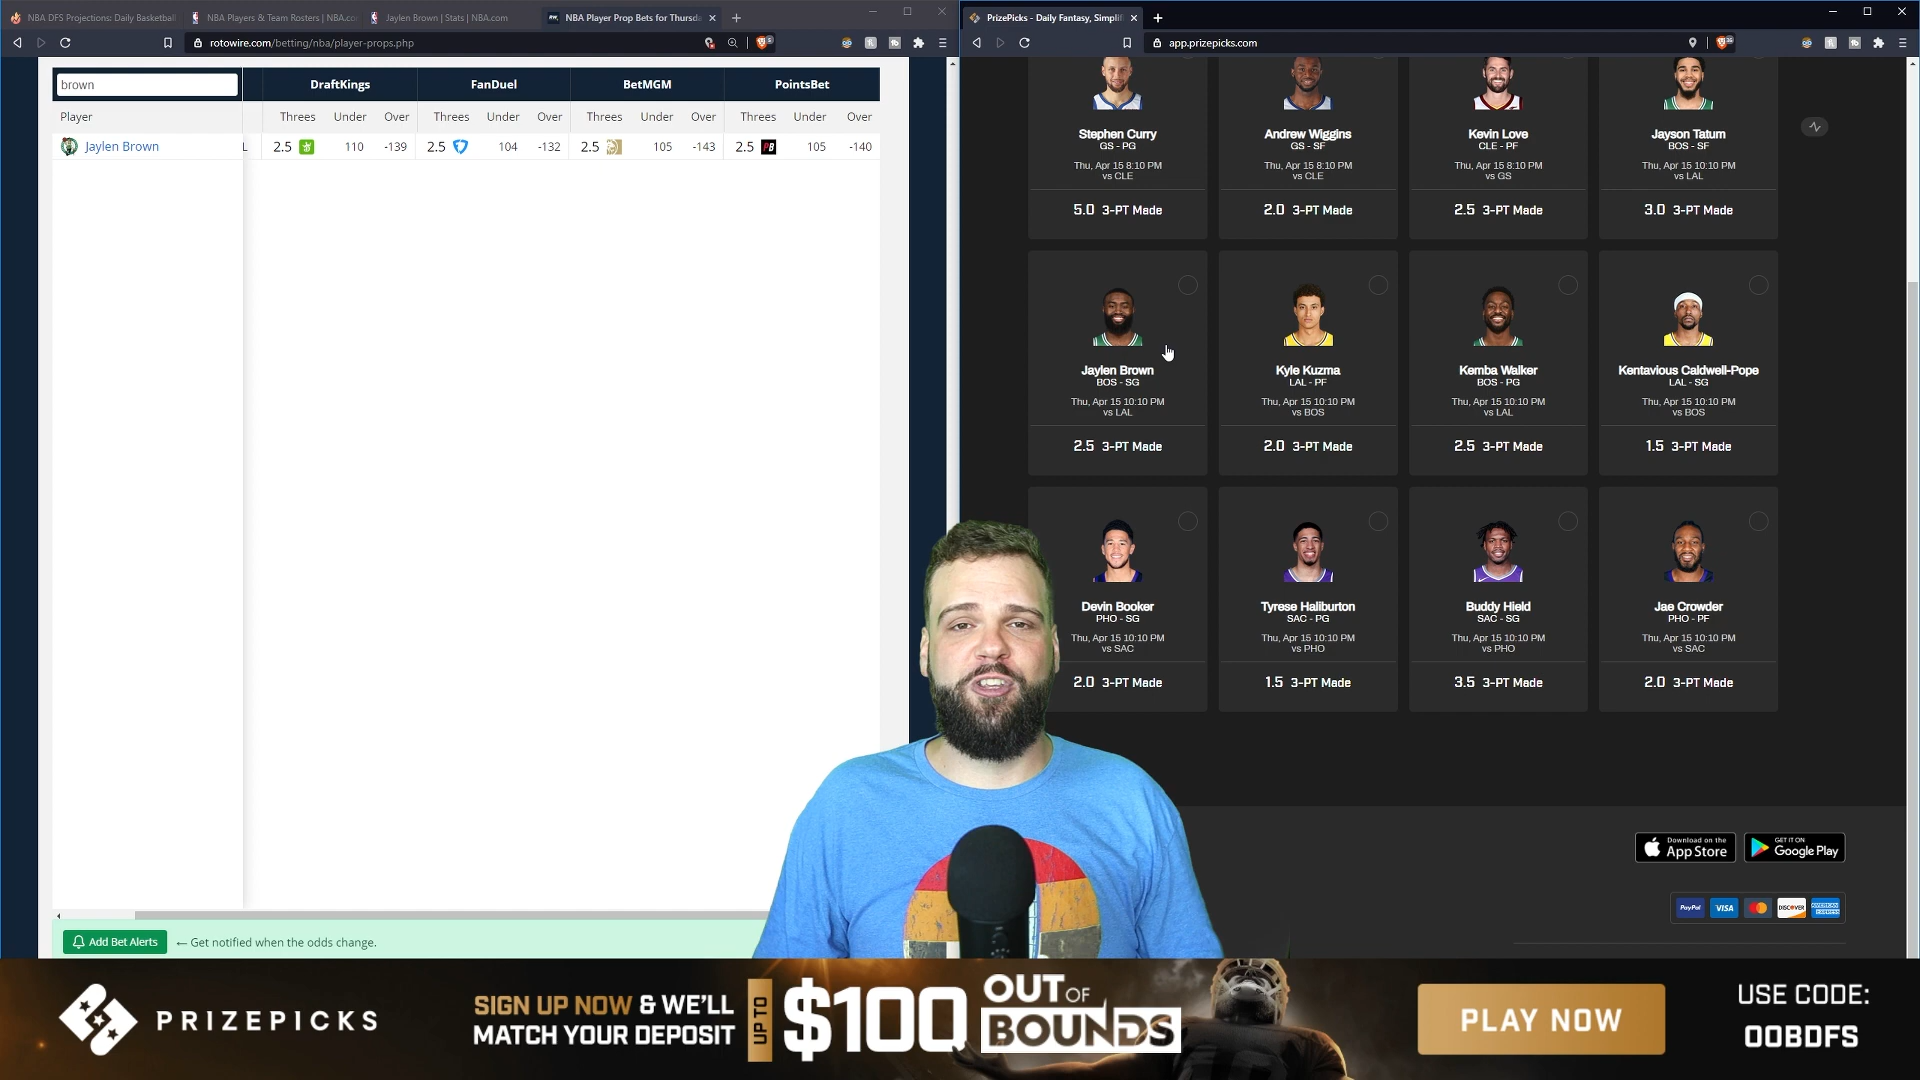 NBA DFS Projections: Daily Basketball
NBA Players & Team Rosters | NBA.co
Jaylen Brown | Stats | NBA.com
NBA Player Prop Bets for Thursda
rotowire.com/betting/nba/player-props.php
PrizePicks - Daily Fantasy, Simplif
app.prizepicks.com
brown
DraftKings FanDuel BetMGM PointsBet
Player Threes Under Over Threes Under Over Threes Under Over Threes Under Over
Jaylen Brown L 2.5 110 -139 2.5 104 -132 2.5 105 -143 2.5 PB 105 -140
Add Bet Alerts ← Get notified when the odds change.
Stephen Curry
GS - PG
Thu, Apr 15 8:10 PM
vs CLE
5.0 3-PT Made
Andrew Wiggins
GS - SF
Thu, Apr 15 8:10 PM
vs CLE
2.0 3-PT Made
Kevin Love
CLE - PF
Thu, Apr 15 8:10 PM
vs GS
2.5 3-PT Made
Jayson Tatum
BOS - SF
Thu, Apr 15 10:10 PM
vs LAL
3.0 3-PT Made
Jaylen Brown
BOS - SG
Thu, Apr 15 10:10 PM
vs LAL
2.5 3-PT Made
Kyle Kuzma
LAL - PF
Thu, Apr 15 10:10 PM
vs BOS
2.0 3-PT Made
Kemba Walker
BOS - PG
Thu, Apr 15 10:10 PM
vs LAL
2.5 3-PT Made
Kentavious Caldwell-Pope
LAL - SG
Thu, Apr 15 10:10 PM
vs BOS
1.5 3-PT Made
Devin Booker
PHO - SG
Thu, Apr 15 10:10 PM
vs SAC
2.0 3-PT Made
Tyrese Haliburton
SAC - PG
Thu, Apr 15 10:10 PM
vs PHO
1.5 3-PT Made
Buddy Hield
SAC - SG
Thu, Apr 15 10:10 PM
vs PHO
3.5 3-PT Made
Jae Crowder
PHO - PF
Thu, Apr 15 10:10 PM
vs SAC
2.0 3-PT Made
Download on the
App Store
GET IT ON
Google Play
PayPal VISA DISCOVER AMERICAN EXPRESS
PRIZEPICKS
SIGN UP NOW & WE'LL
MATCH YOUR DEPOSIT
UP TO
$100
OUT OF
BOUNDS
PLAY NOW
USE CODE:
OOBDFS